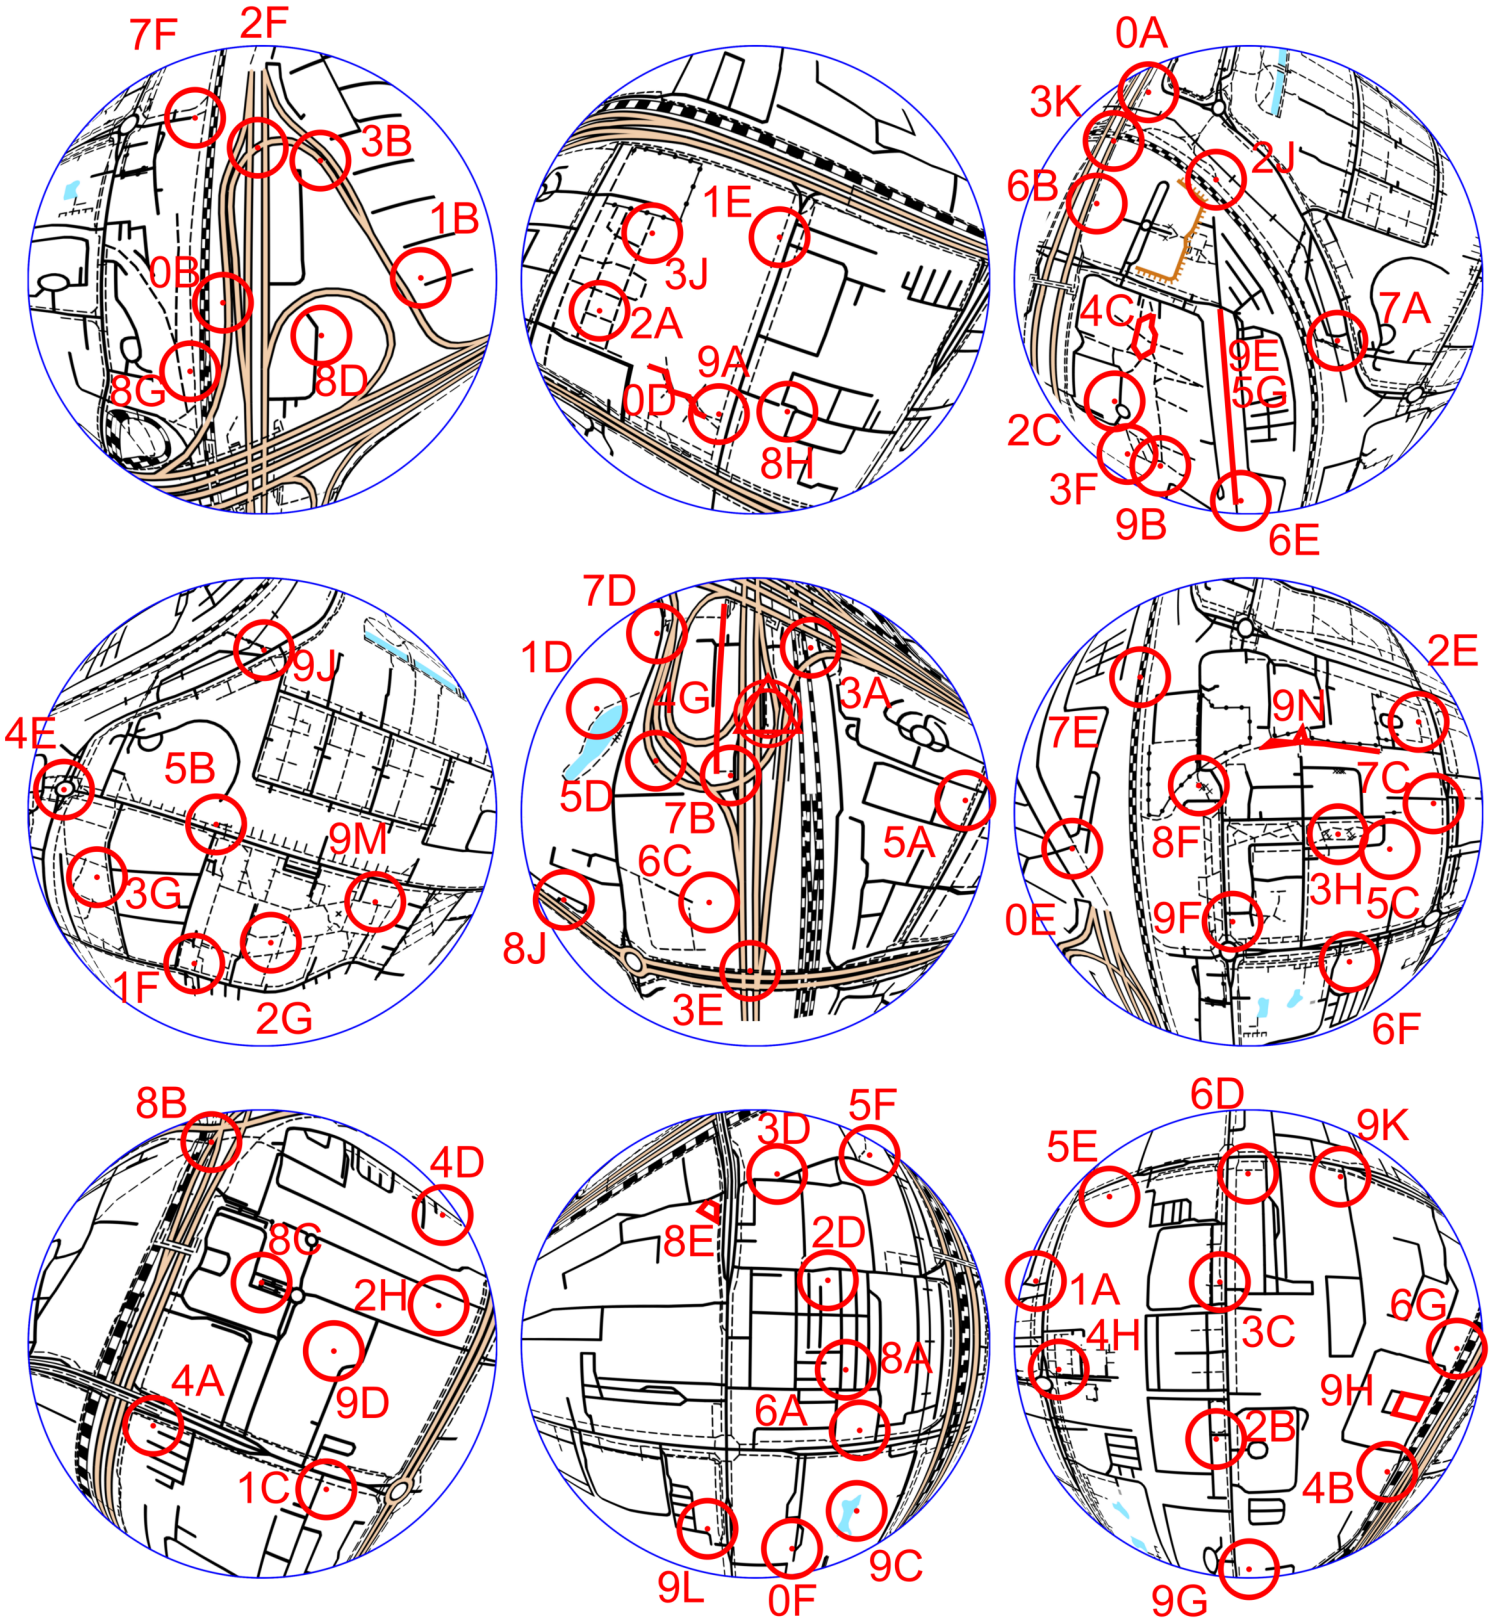 7F 2F 0A
3B 3K 2J
1B 1E 6B
0B 3J 7A
2A 4C 9E
8G 8D 9A 5G
0D 2C
8H 3F
9B 6E
7D
9J 1D 2E
4E 4G 3A 9N
5B 7E
5D 7B 7C
9M 6C 5A 8F
3G 3H 5C
8J 0E 9F
1F 2G 3E 6F
8B 3D 5F 6D 9K
4D 5E
8C 8E 2D
2H 1A 6G
4H 3C
4A 9D 6A 8A 9H
1C 2B
4B
9L 0F 9C 9G